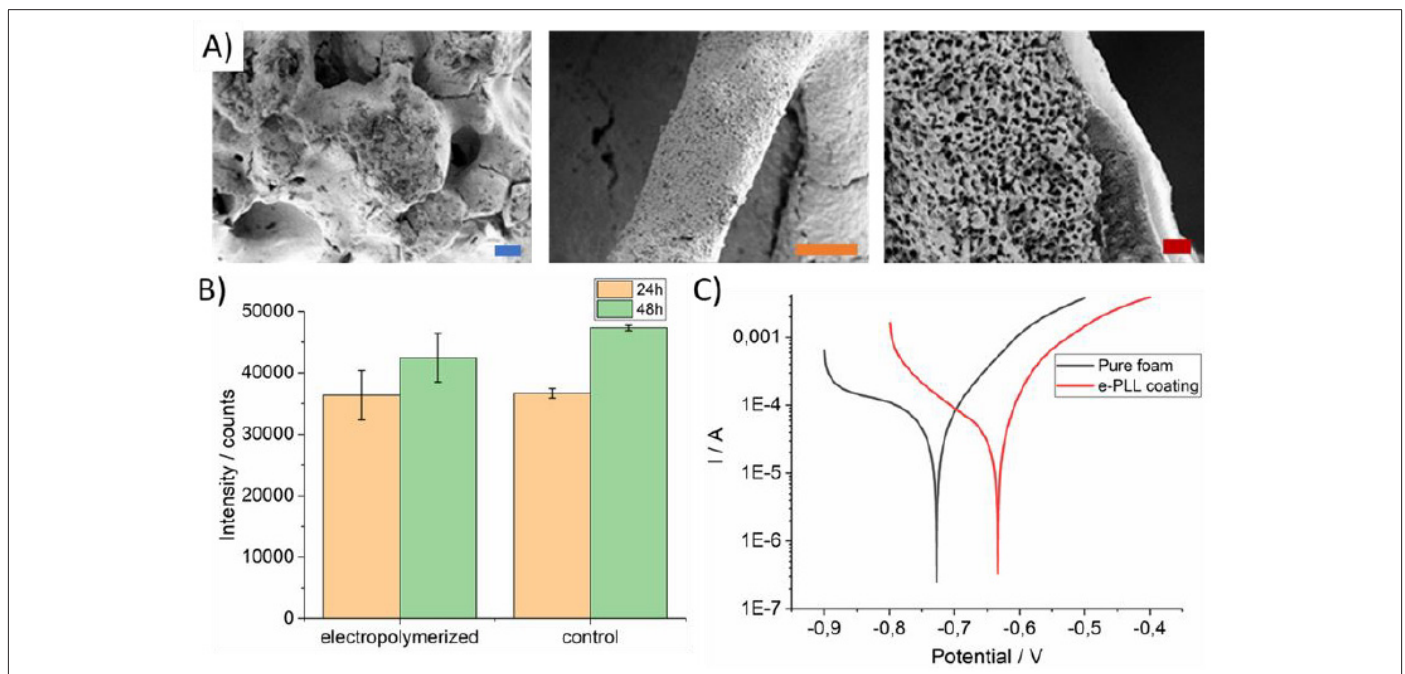 A)
B)
24h
48h
50000
40000
30000
20000
10000
0
Intensity / counts
electropolymerized
control
C)
Pure foam
e-PLL coating
0,001
1E-4
1E-5
1E-6
1E-7
I / A
-0,9
-0,8
-0,7
-0,6
-0,5
-0,4
Potential / V